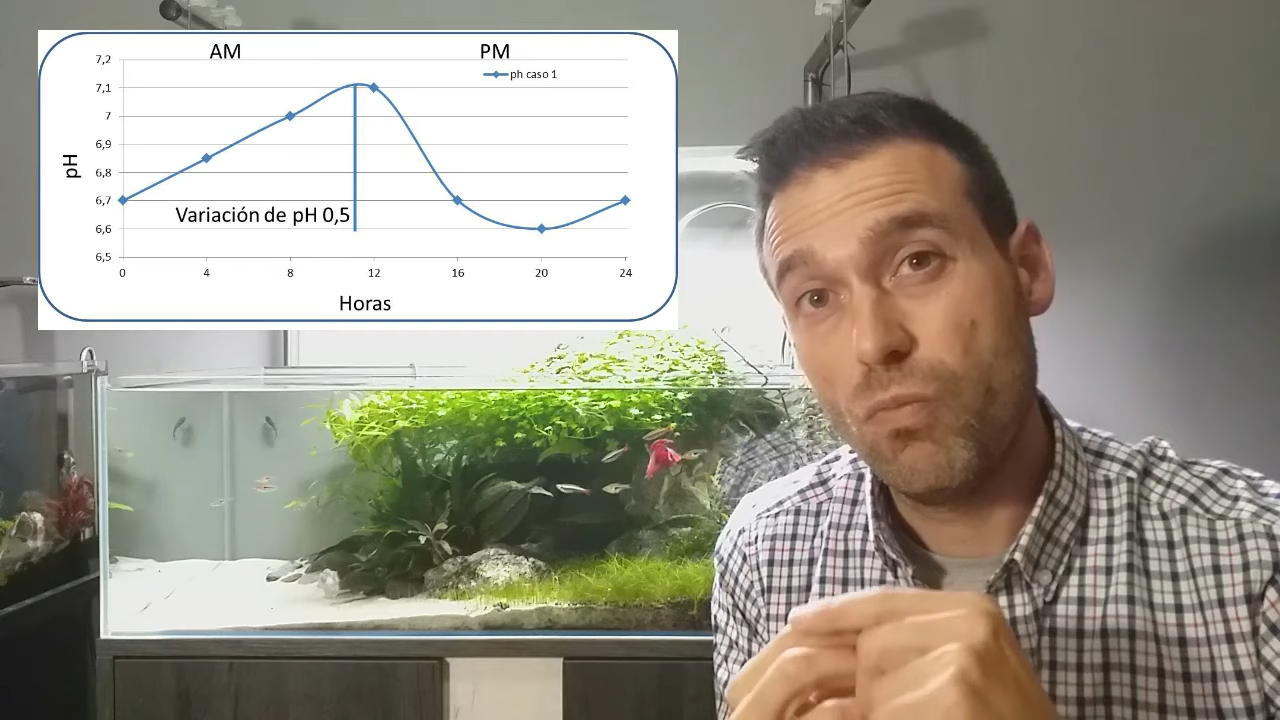 AM PM
7,2
ph caso 1
7,1
7
6,9
pH
6,8
6,7
Variación de pH 0,5
6,6
6,5
0 4 8 12 16 20 24
Horas